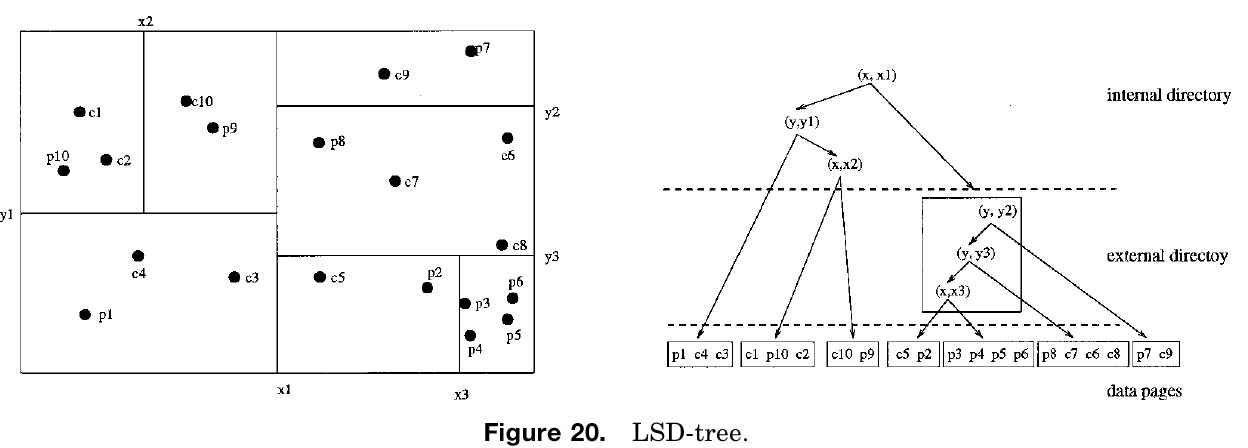 x2
p7
c9
c1
c10
p9
y2
p8
c6
p10
c2
c7
y1
c8
y3
c4
c3
c5
p2
p6
p3
p1
p5
p4
x1
x3
(x, x1)
internal directory
(y,y1)
(x,x2)
(y, y2)
(y, y3)
external directoy
(x,x3)
p1 c4 c3
c1 p10 c2
c10 p9
c5 p2
p3 p4 p5 p6
p8 c7 c6 c8
p7 c9
data pages
Figure 20. LSD-tree.